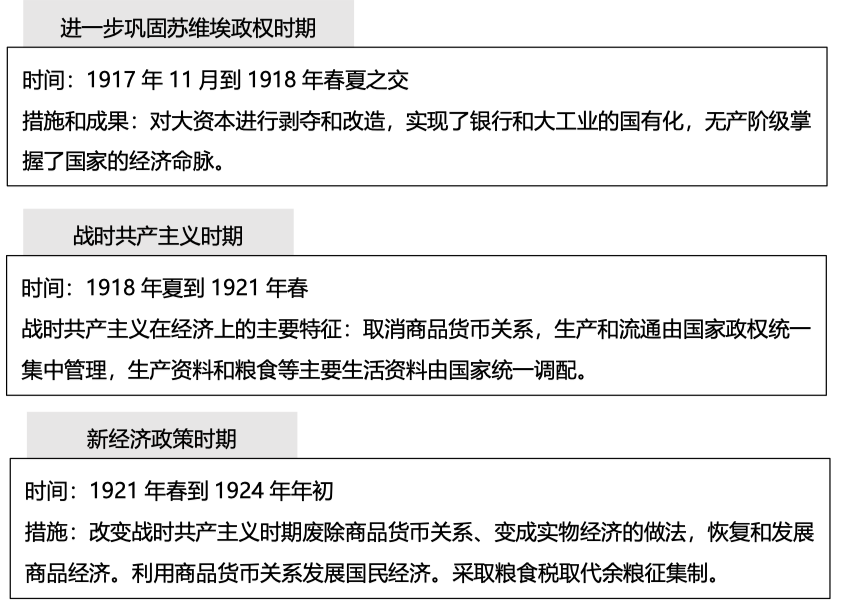 进一步巩固苏维埃政权时期
时间：1917 年 11 月到 1918 年春夏之交
措施和成果：对大资本进行剥夺和改造，实现了银行和大工业的国有化，无产阶级掌
握了国家的经济命脉。
战时共产主义时期
时间：1918 年夏到 1921 年春
战时共产主义在经济上的主要特征：取消商品货币关系，生产和流通由国家政权统一
集中管理，生产资料和粮食等主要生活资料由国家统一调配。
新经济政策时期
时间：1921 年春到 1924 年年初
措施：改变战时共产主义时期废除商品货币关系、变成实物经济的做法，恢复和发展
商品经济。利用商品货币关系发展国民经济。采取粮食税取代余粮征集制。